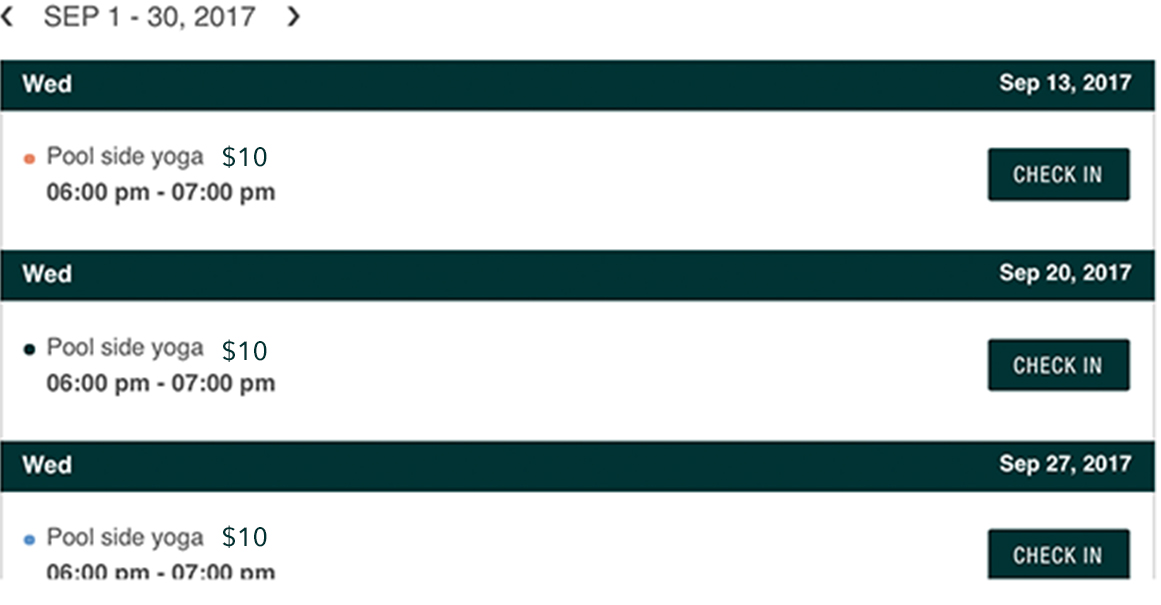 SEP 1 - 30, 2017
Wed Sep 13, 2017
Pool side yoga $10
06:00 pm - 07:00 pm
CHECK IN
Wed Sep 20, 2017
Pool side yoga $10
06:00 pm - 07:00 pm
CHECK IN
Wed Sep 27, 2017
Pool side yoga $10
06:00 pm - 07:00 pm
CHECK IN